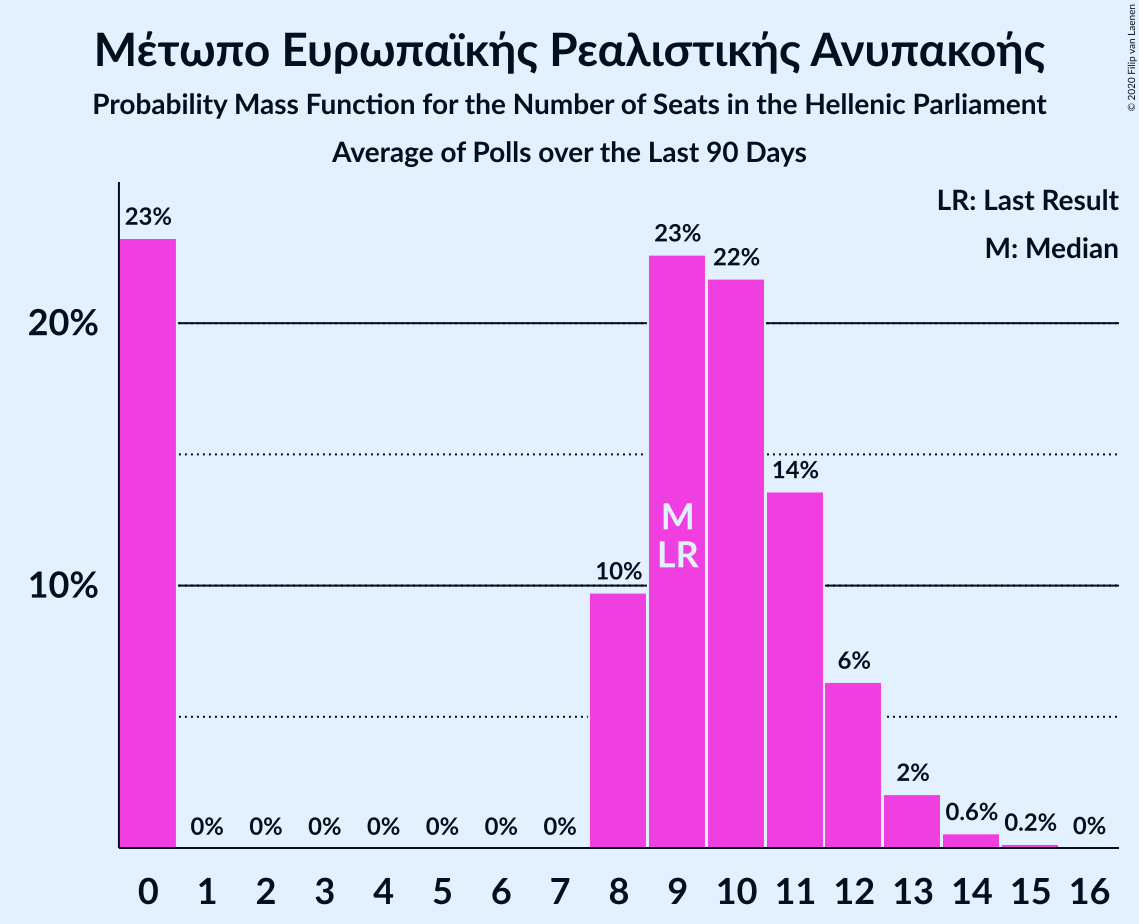 Μέτωπο Ευρωπαϊκής Ρεαλιστικής Ανυπακοής
Probability Mass Function for the Number of Seats in the Hellenic Parliament
Average of Polls over the Last 90 Days
© 2020 Filip van Laenen
LR: Last Result
M: Median
20%
10%
23%
0%
0%
0%
0%
0%
0%
0%
10%
23%
22%
14%
6%
2%
0.6%
0.2%
0%
M
LR
0 1 2 3 4 5 6 7 8 9 10 11 12 13 14 15 16